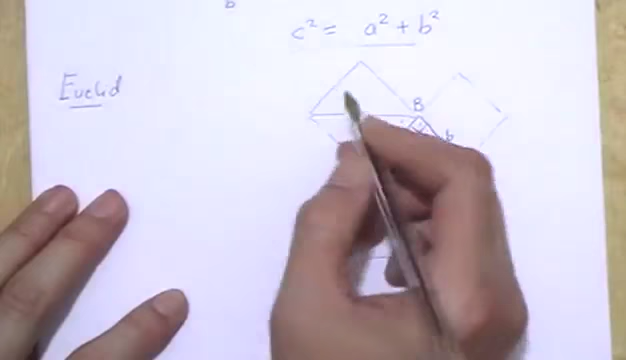 b
c² = a² + b²
Euclid
B
b